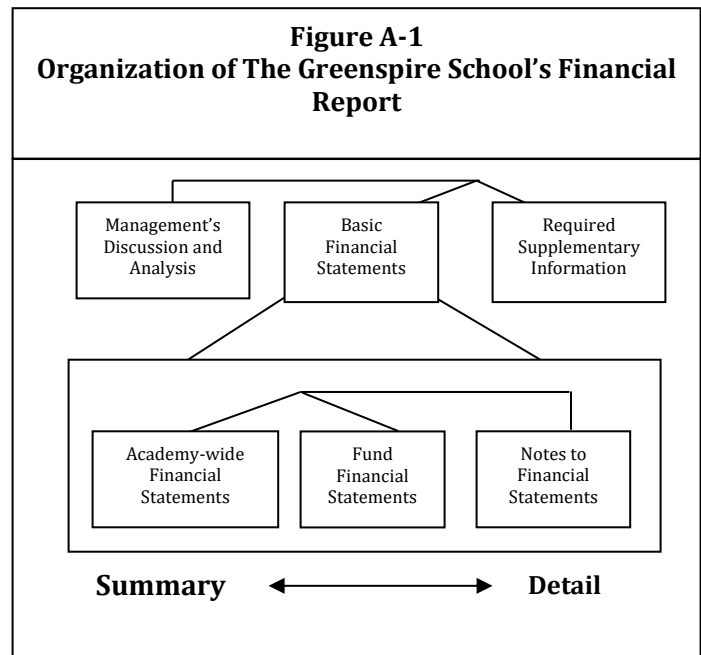 Figure A-1
Organization of The Greenspire School’s Financial
Report
Management’s
Discussion and
Analysis
Basic
Financial
Statements
Required
Supplementary
Information
Academy-wide
Financial
Statements
Fund
Financial
Statements
Notes to
Financial
Statements
Summary
Detail